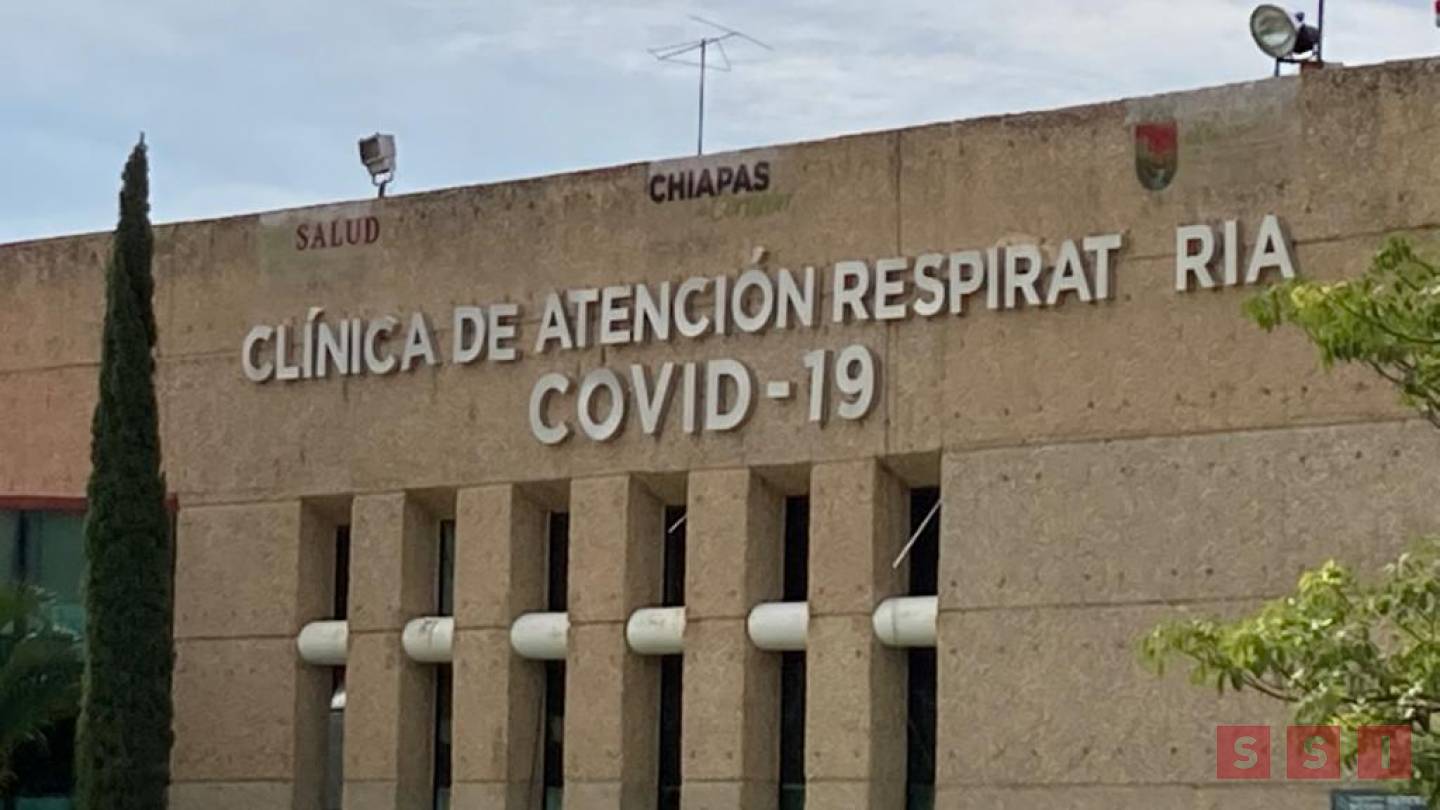 SALUD
CHIAPAS
CLÍNICA DE ATENCIÓN RESPIRAT RIA
COVID-19
SSI